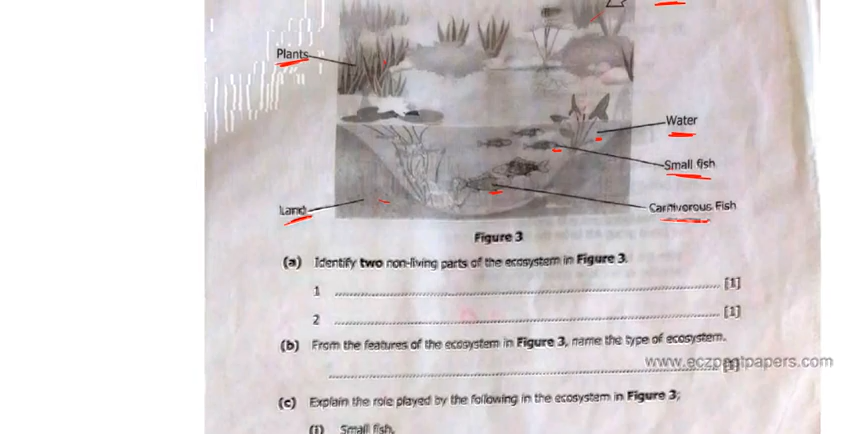 Plants
Water
Small fish
Land
Carnivorous Fish
Figure 3
(a) Identify two non-living parts of the ecosystem in Figure 3.
1 [1]
2 [1]
(b) From the features of the ecosystem in Figure 3, name the type of ecosystem.
www.eczpastpapers.com
[1]
(c) Explain the role played by the following in the ecosystem in Figure 3;
(i) Small fish.